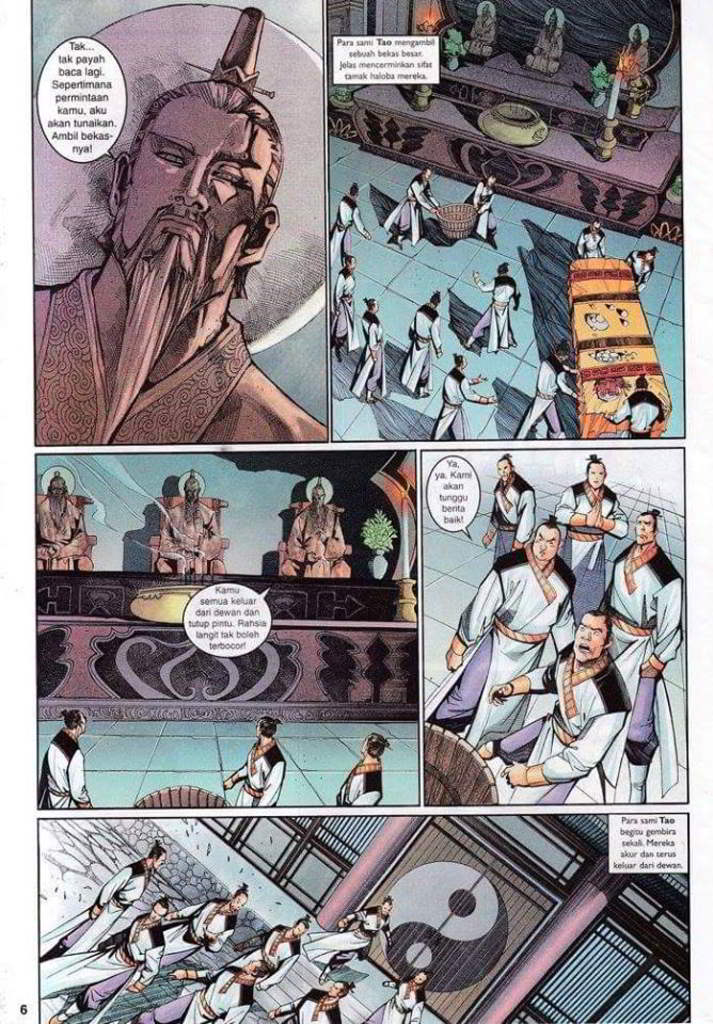 Tak...
tak payah
baca lagi.
Sepertimana
permintaan
kamu, aku
akan tunaikan.
Ambil bekas-
nya!
Para sami Tao mengambil
sebuah bekas besar.
Jelas mencerminkan sifat
tamak haloba mereka.
Kamu
semua keluar
dari dewan dan
tutup pintu. Rahsia
langit tak boleh
terbocor!
Ya,
ya, Kami
akan
tunggu
berita
baik!
Para sami Tao
begitu gembira
sekali. Mereka
akur dan terus
keluar dari dewan.
6